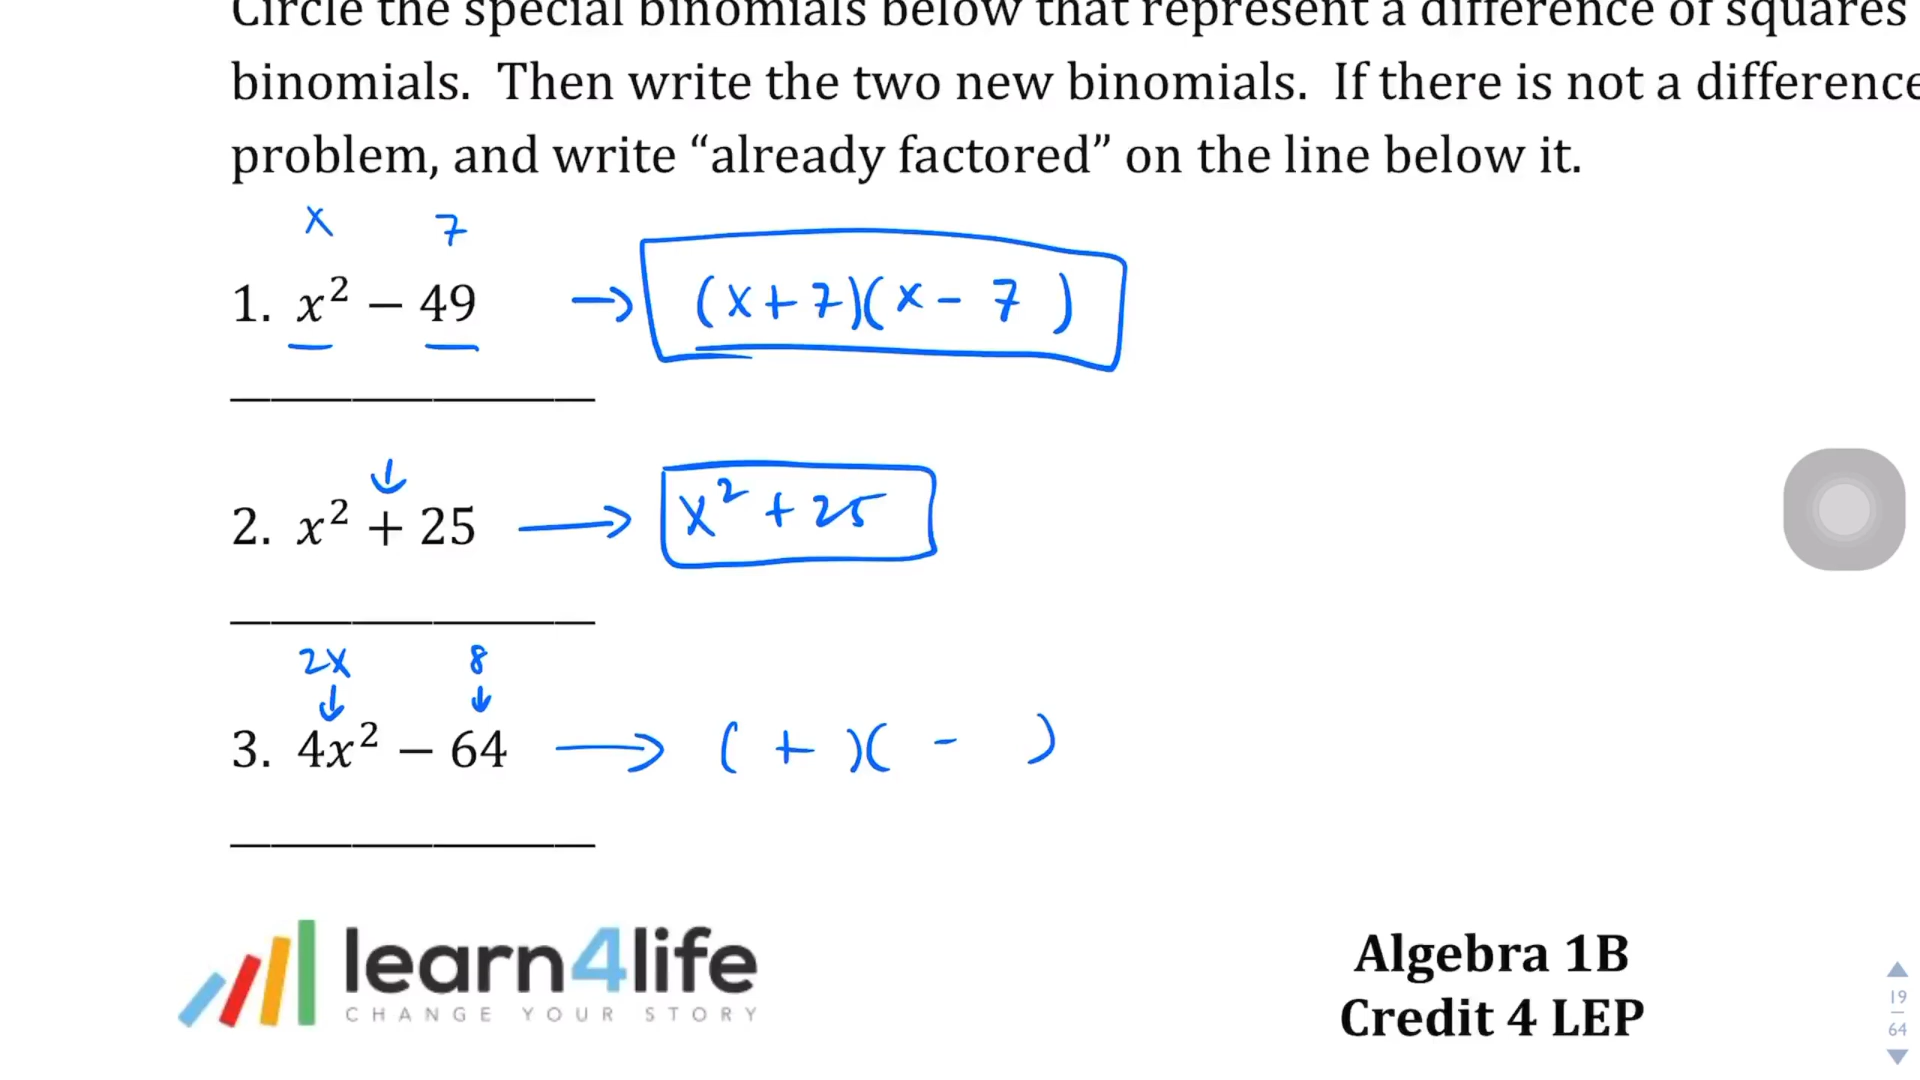 Circle the special binomials below that represent a difference of squares
binomials. Then write the two new binomials. If there is not a difference
problem, and write “already factored” on the line below it.
x 7
1. x² − 49 → (x+7)(x- 7 )
↓
2. x² + 25 → x² + 25
2x 8
↓ ↓
3. 4x² − 64 → ( + )( - )
learn4life
CHANGE YOUR STORY
Algebra 1B
Credit 4 LEP
19
64